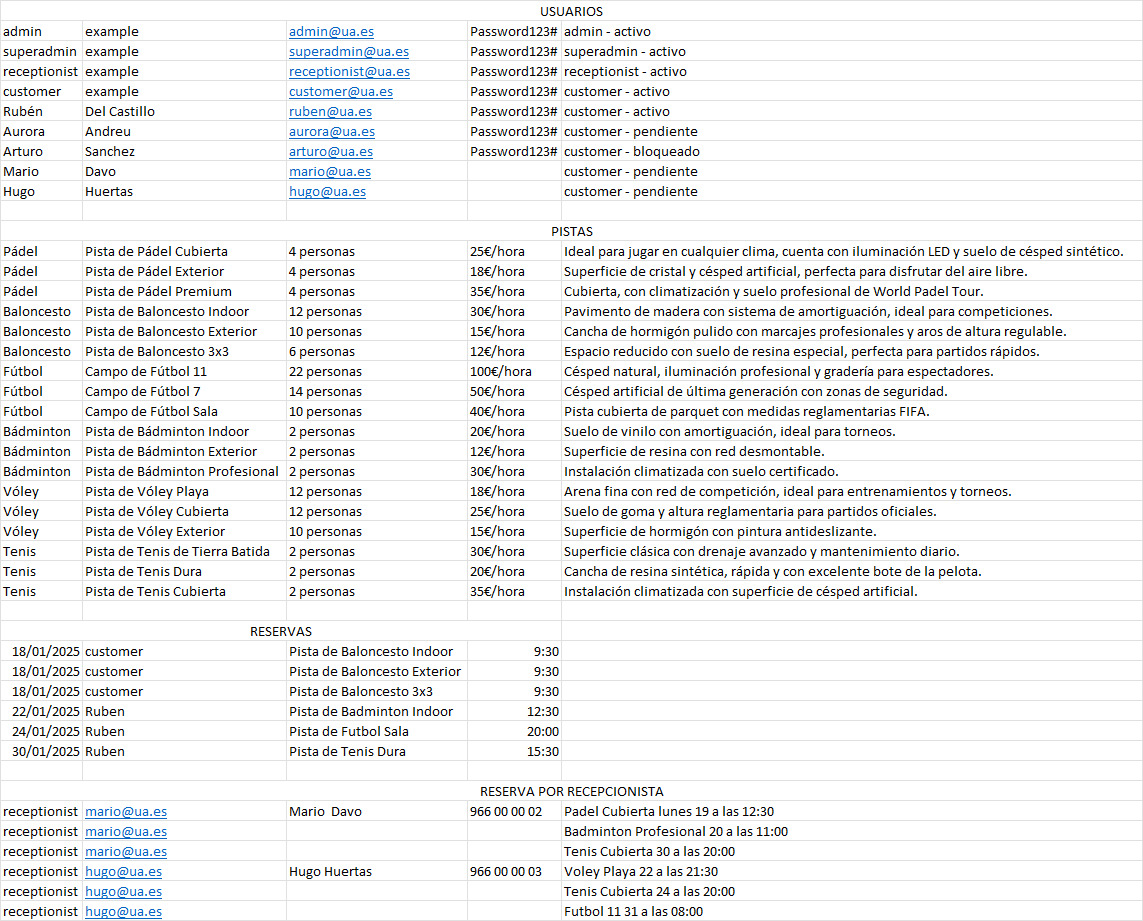 USUARIOS
admin example admin@ua.es Password123# admin - activo
superadmin example superadmin@ua.es Password123# superadmin - activo
receptionist example receptionist@ua.es Password123# receptionist - activo
customer example customer@ua.es Password123# customer - activo
Rubén Del Castillo ruben@ua.es Password123# customer - activo
Aurora Andreu aurora@ua.es Password123# customer - pendiente
Arturo Sanchez arturo@ua.es Password123# customer - bloqueado
Mario Davo mario@ua.es customer - pendiente
Hugo Huertas hugo@ua.es customer - pendiente
PISTAS
Pádel Pista de Pádel Cubierta 4 personas 25€/hora Ideal para jugar en cualquier clima, cuenta con iluminación LED y suelo de césped sintético.
Pádel Pista de Pádel Exterior 4 personas 18€/hora Superficie de cristal y césped artificial, perfecta para disfrutar del aire libre.
Pádel Pista de Pádel Premium 4 personas 35€/hora Cubierta, con climatización y suelo profesional de World Padel Tour.
Baloncesto Pista de Baloncesto Indoor 12 personas 30€/hora Pavimento de madera con sistema de amortiguación, ideal para competiciones.
Baloncesto Pista de Baloncesto Exterior 10 personas 15€/hora Cancha de hormigón pulido con marcajes profesionales y aros de altura regulable.
Baloncesto Pista de Baloncesto 3x3 6 personas 12€/hora Espacio reducido con suelo de resina especial, perfecta para partidos rápidos.
Fútbol Campo de Fútbol 11 22 personas 100€/hora Césped natural, iluminación profesional y gradería para espectadores.
Fútbol Campo de Fútbol 7 14 personas 50€/hora Césped artificial de última generación con zonas de seguridad.
Fútbol Campo de Fútbol Sala 10 personas 40€/hora Pista cubierta de parquet con medidas reglamentarias FIFA.
Bádminton Pista de Bádminton Indoor 2 personas 20€/hora Suelo de vinilo con amortiguación, ideal para torneos.
Bádminton Pista de Bádminton Exterior 2 personas 12€/hora Superficie de resina con red desmontable.
Bádminton Pista de Bádminton Profesional 2 personas 30€/hora Instalación climatizada con suelo certificado.
Vóley Pista de Vóley Playa 12 personas 18€/hora Arena fina con red de competición, ideal para entrenamientos y torneos.
Vóley Pista de Vóley Cubierta 12 personas 25€/hora Suelo de goma y altura reglamentaria para partidos oficiales.
Vóley Pista de Vóley Exterior 10 personas 15€/hora Superficie de hormigón con pintura antideslizante.
Tenis Pista de Tenis de Tierra Batida 2 personas 30€/hora Superficie clásica con drenaje avanzado y mantenimiento diario.
Tenis Pista de Tenis Dura 2 personas 20€/hora Cancha de resina sintética, rápida y con excelente bote de la pelota.
Tenis Pista de Tenis Cubierta 2 personas 35€/hora Instalación climatizada con superficie de césped artificial.
RESERVAS
18/01/2025 customer Pista de Baloncesto Indoor 9:30
18/01/2025 customer Pista de Baloncesto Exterior 9:30
18/01/2025 customer Pista de Baloncesto 3x3 9:30
22/01/2025 Ruben Pista de Badminton Indoor 12:30
24/01/2025 Ruben Pista de Futbol Sala 20:00
30/01/2025 Ruben Pista de Tenis Dura 15:30
RESERVA POR RECEPCIONISTA
receptionist mario@ua.es Mario Davo 966 00 00 02 Padel Cubierta lunes 19 a las 12:30
receptionist mario@ua.es Badminton Profesional 20 a las 11:00
receptionist mario@ua.es Tenis Cubierta 30 a las 20:00
receptionist hugo@ua.es Hugo Huertas 966 00 00 03 Voley Playa 22 a las 21:30
receptionist hugo@ua.es Tenis Cubierta 24 a las 20:00
receptionist hugo@ua.es Futbol 11 31 a las 08:00